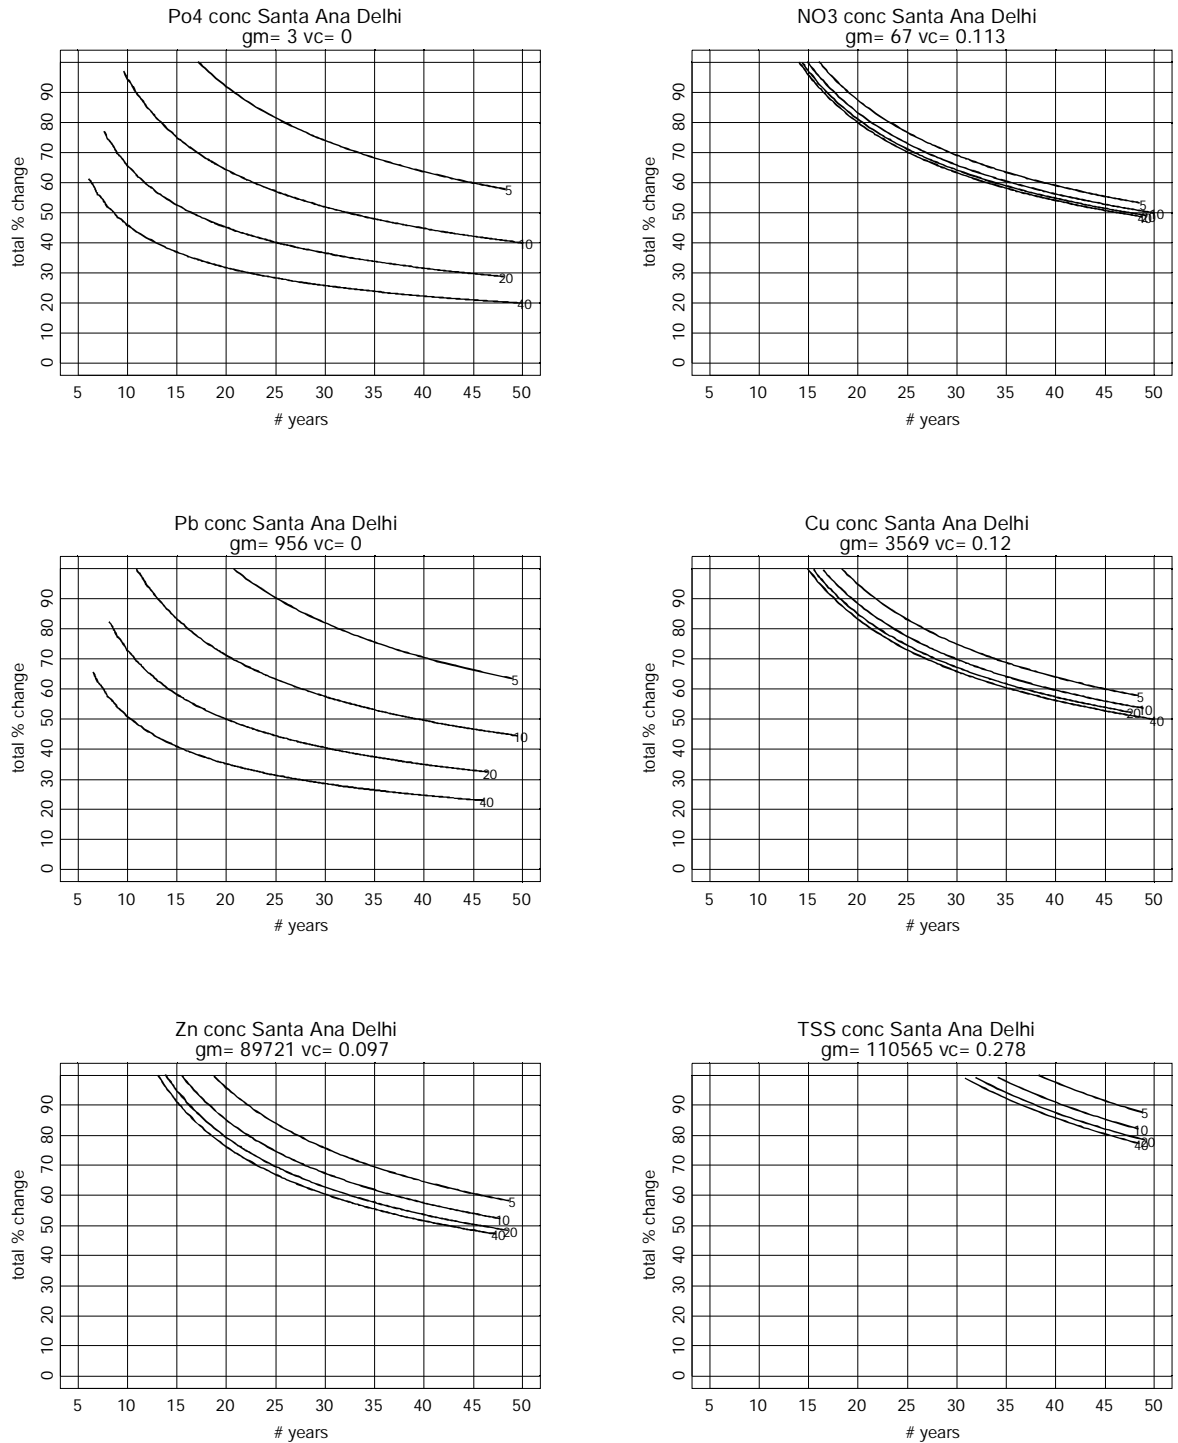 Po4 conc Santa Ana Delhi
gm= 3 vc= 0
total % change
0 10 20 30 40 50 60 70 80 90
5
10
20
40
5 10 15 20 25 30 35 40 45 50
# years
NO3 conc Santa Ana Delhi
gm= 67 vc= 0.113
total % change
0 10 20 30 40 50 60 70 80 90
5
10
20
40
5 10 15 20 25 30 35 40 45 50
# years
Pb conc Santa Ana Delhi
gm= 956 vc= 0
total % change
0 10 20 30 40 50 60 70 80 90
5
10
20
40
5 10 15 20 25 30 35 40 45 50
# years
Cu conc Santa Ana Delhi
gm= 3569 vc= 0.12
total % change
0 10 20 30 40 50 60 70 80 90
5
10
20
40
5 10 15 20 25 30 35 40 45 50
# years
Zn conc Santa Ana Delhi
gm= 89721 vc= 0.097
total % change
0 10 20 30 40 50 60 70 80 90
5
10
20
40
5 10 15 20 25 30 35 40 45 50
# years
TSS conc Santa Ana Delhi
gm= 110565 vc= 0.278
total % change
0 10 20 30 40 50 60 70 80 90
5
10
20
40
5 10 15 20 25 30 35 40 45 50
# years